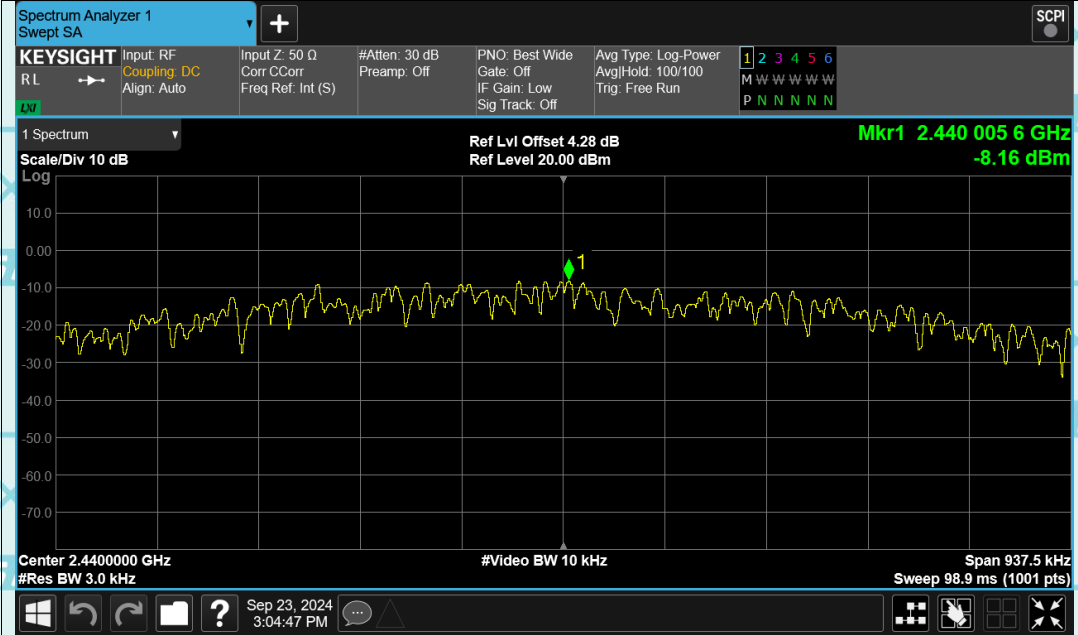 Spectrum Analyzer 1
Swept SA
+
SCPI
KEYSIGHT
R L
LXI
Input: RF
Coupling: DC
Align: Auto
Input Z: 50 Ω
Corr CCorr
Freq Ref: Int (S)
#Atten: 30 dB
Preamp: Off
PNO: Best Wide
Gate: Off
IF Gain: Low
Sig Track: Off
Avg Type: Log-Power
Avg|Hold: 100/100
Trig: Free Run
1 2 3 4 5 6
M W W W W W
P N N N N N
1 Spectrum
Scale/Div 10 dB
Log
Ref Lvl Offset 4.28 dB
Ref Level 20.00 dBm
Mkr1 2.440 005 6 GHz
-8.16 dBm
1
10.0
0.00
-10.0
-20.0
-30.0
-40.0
-50.0
-60.0
-70.0
Center 2.4400000 GHz
#Res BW 3.0 kHz
#Video BW 10 kHz
Span 937.5 kHz
Sweep 98.9 ms (1001 pts)
?
Sep 23, 2024
3:04:47 PM